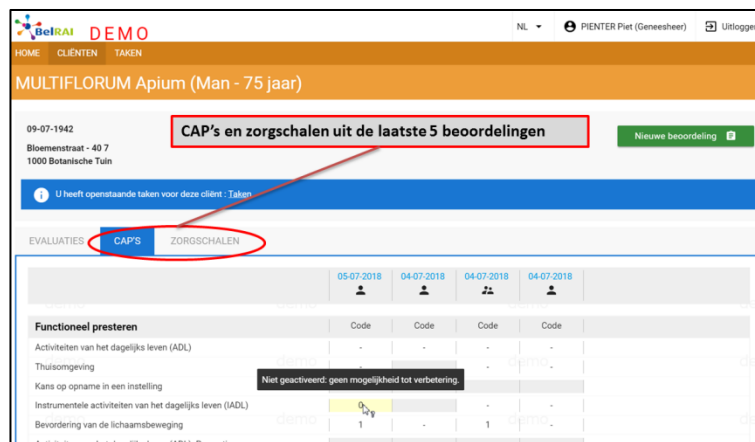 BelRAI DEMO
NL PIENTER Piet (Geneesheer) Uitlogger
HOME CLIËNTEN TAKEN
MULTIFLORUM Apium (Man - 75 jaar)
09-07-1942
Bloemenstraat - 40 7
1000 Botanische Tuin
CAP's en zorgschalen uit de laatste 5 beoordelingen
Nieuwe beoordeling
i U heeft openstaande taken voor deze cliënt : Taken
EVALUATIES CAP'S ZORGSCHALEN
05-07-2018 04-07-2018 04-07-2018 04-07-2018
Functioneel presteren Code Code Code Code
Activiteiten van het dagelijks leven (ADL) - - - -
Thuisomgeving - - -
Niet geactiveerd: geen mogelijkheid tot verbetering.
Kans op opname in een instelling
Instrumentele activiteiten van het dagelijks leven (IADL) 0 - -
Bevordering van de lichaamsbeweging 1 - 1 -
demo demo demo